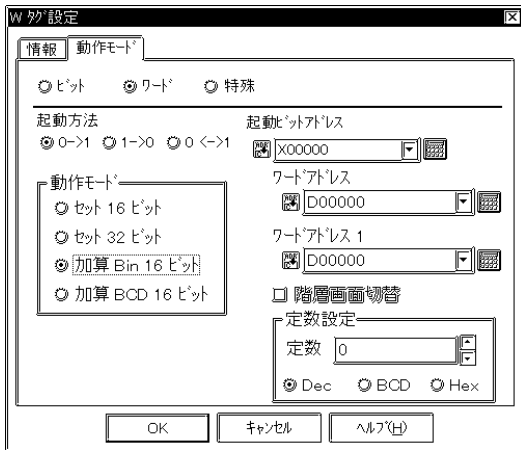 W ﾀｸﾞ設定
情報 動作ﾓｰﾄﾞ
ﾋﾞｯﾄ ﾜｰﾄﾞ 特殊
起動方法
0->1 1->0 0 <->1
動作ﾓｰﾄﾞ
ｾｯﾄ 16 ﾋﾞｯﾄ
ｾｯﾄ 32 ﾋﾞｯﾄ
加算 Bin 16 ﾋﾞｯﾄ
加算 BCD 16 ﾋﾞｯﾄ
起動ﾋﾞｯﾄｱﾄﾞﾚｽ
X00000
ﾜｰﾄﾞｱﾄﾞﾚｽ
D00000
ﾜｰﾄﾞｱﾄﾞﾚｽ 1
D00000
階層画面切替
定数設定
定数 0
Dec BCD Hex
OK ｷｬﾝｾﾙ ﾍﾙﾌﾟ(H)